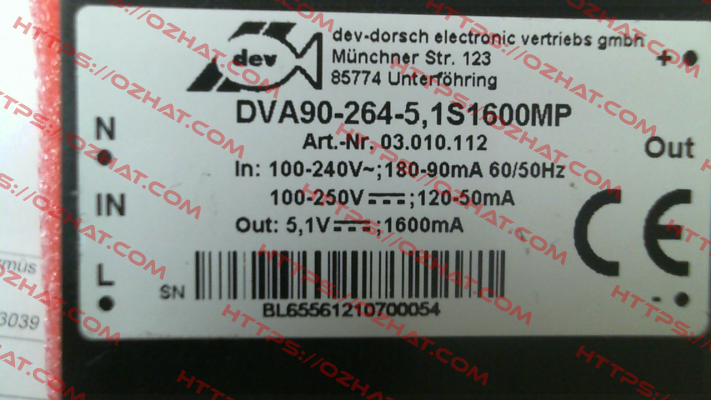 dev
dev-dorsch electronic vertriebs gmbh
Münchner Str. 123
85774 Unterföhring
+
DVA90-264-5,1S1600MP
Art.-Nr. 03.010.112
N
In: 100-240V~;180-90mA 60/50Hz
Out
100-250V⎓;120-50mA
IN
Out: 5,1V⎓;1600mA
CE
L
SN
-
BL65561210700054
müs
3039
HTTPS://OZHAT.COM